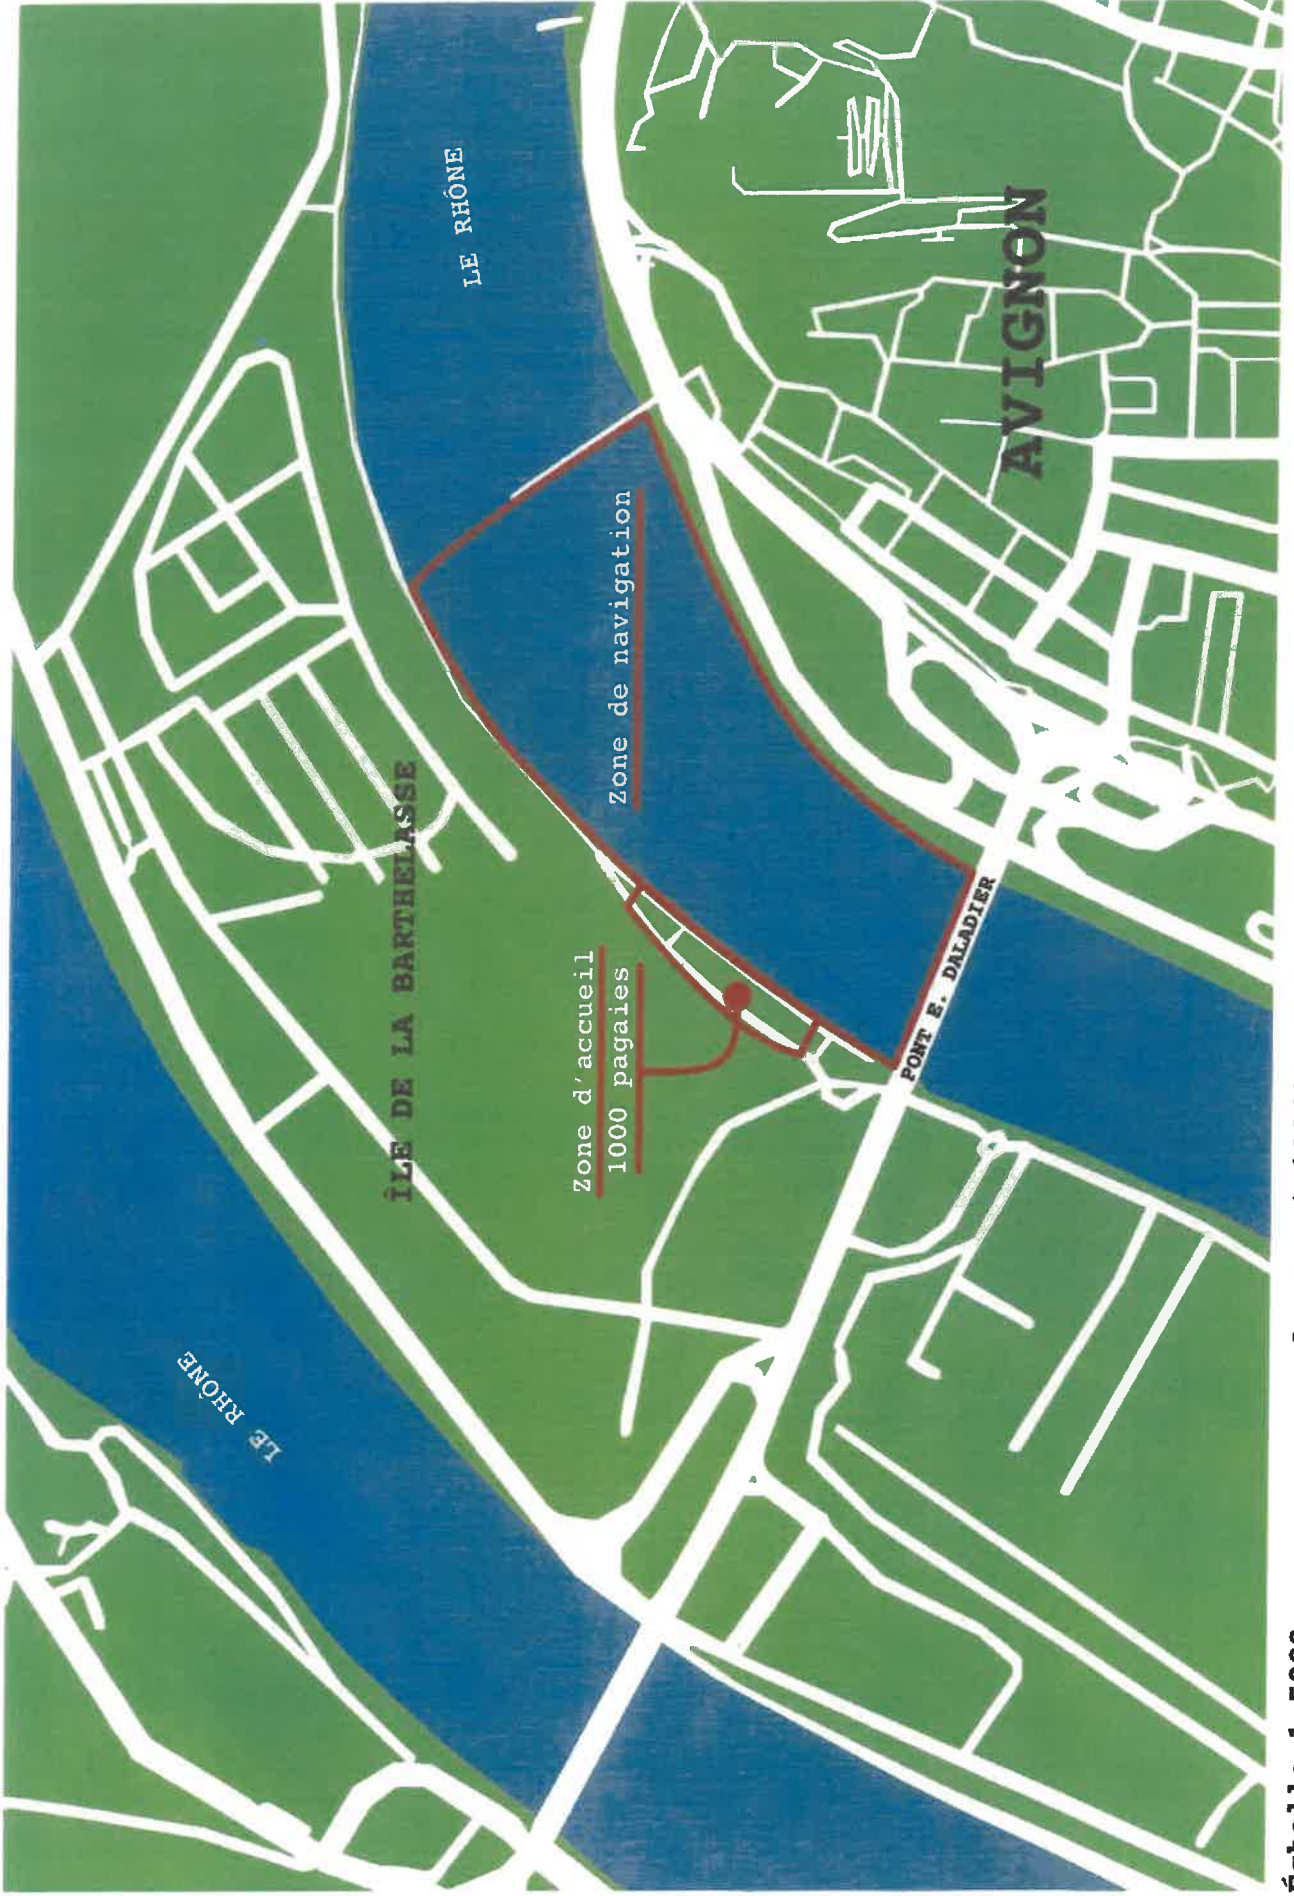 LE RHÔNE
LE RHÔNE
ÎLE DE LA BARTHELASSE
Zone d'accueil
1000 pagaies
Zone de navigation
PONT E. DALADIER
AVIGNON